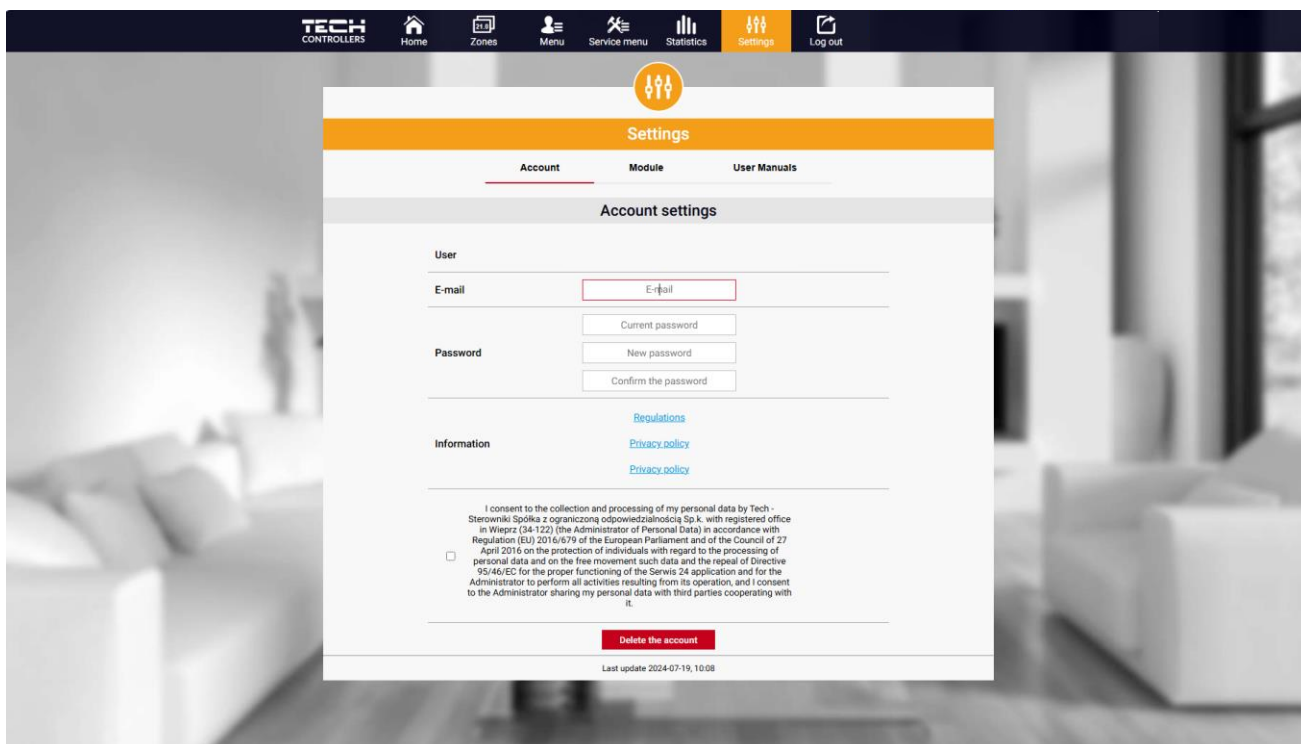 TECH
CONTROLLERS
Home
21.0
Zones
Menu
Service menu
Statistics
Settings
Log out
Settings
Account Module User Manuals
Account settings
User
E-mail E-mail
Current password
Password New password
Confirm the password
Regulations
Information Privacy policy
Privacy policy
I consent to the collection and processing of my personal data by Tech -
Sterowniki Spółka z ograniczoną odpowiedzialnością Sp.k. with registered office
in Wieprz (34-122) (the Administrator of Personal Data) in accordance with
Regulation (EU) 2016/679 of the European Parliament and of the Council of 27
April 2016 on the protection of individuals with regard to the processing of
personal data and on the free movement such data and the repeal of Directive
95/46/EC for the proper functioning of the Serwis 24 application and for the
Administrator to perform all activities resulting from its operation, and I consent
to the Administrator sharing my personal data with third parties cooperating with
it.
Delete the account
Last update 2024-07-19, 10:08